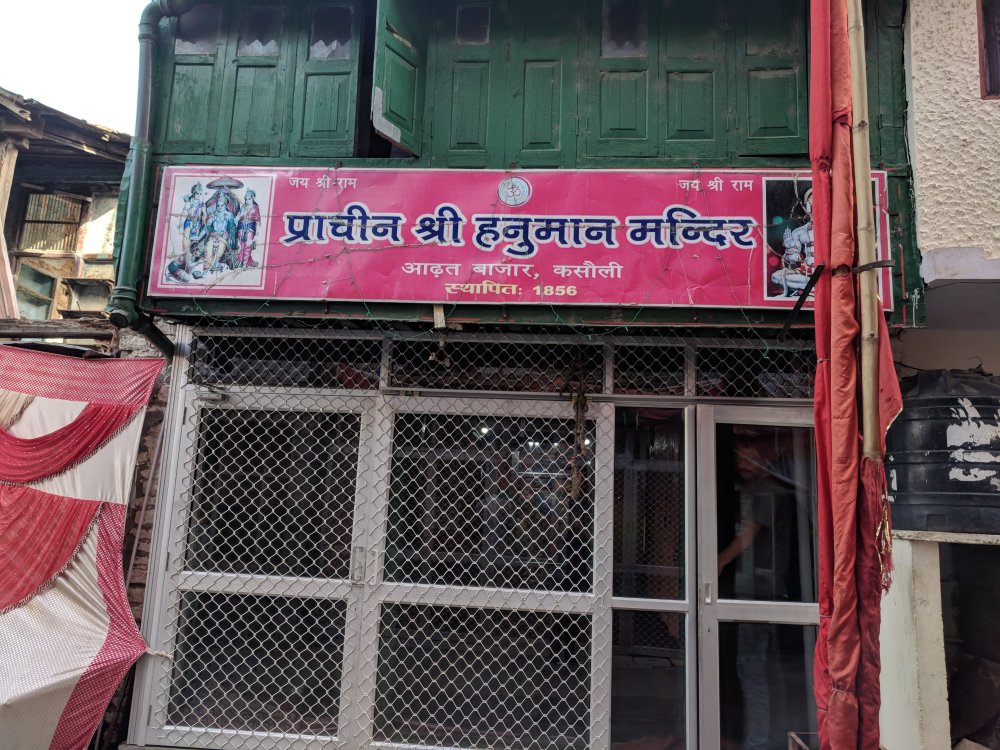 जय श्री राम
ॐ
जय श्री राम
प्राचीन श्री हनुमान मन्दिर
आढ़त बाजार, कसौली
स्थापित: 1856